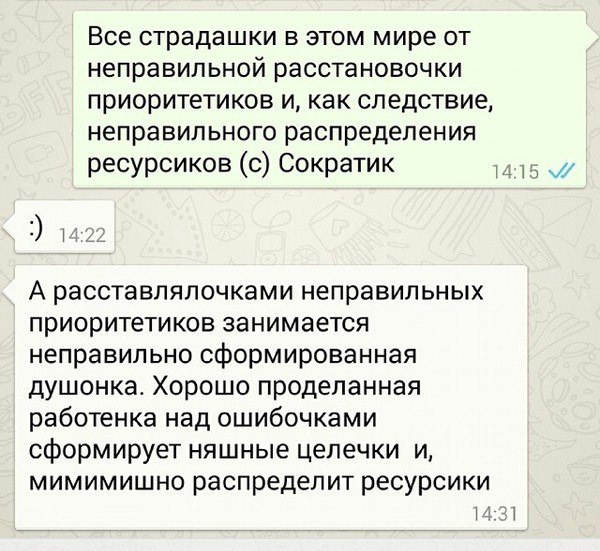 Все страдашки в этом мире от
неправильной расстановочки
приоритетиков и, как следствие,
неправильного распределения
ресурсиков (с) Сократик
14:15
:) 14:22
А расставлялочками неправильных
приоритетиков занимается
неправильно сформированная
душонка. Хорошо проделанная
работенка над ошибочками
сформирует няшные целечки и,
мимимишно распределит ресурсики
14:31